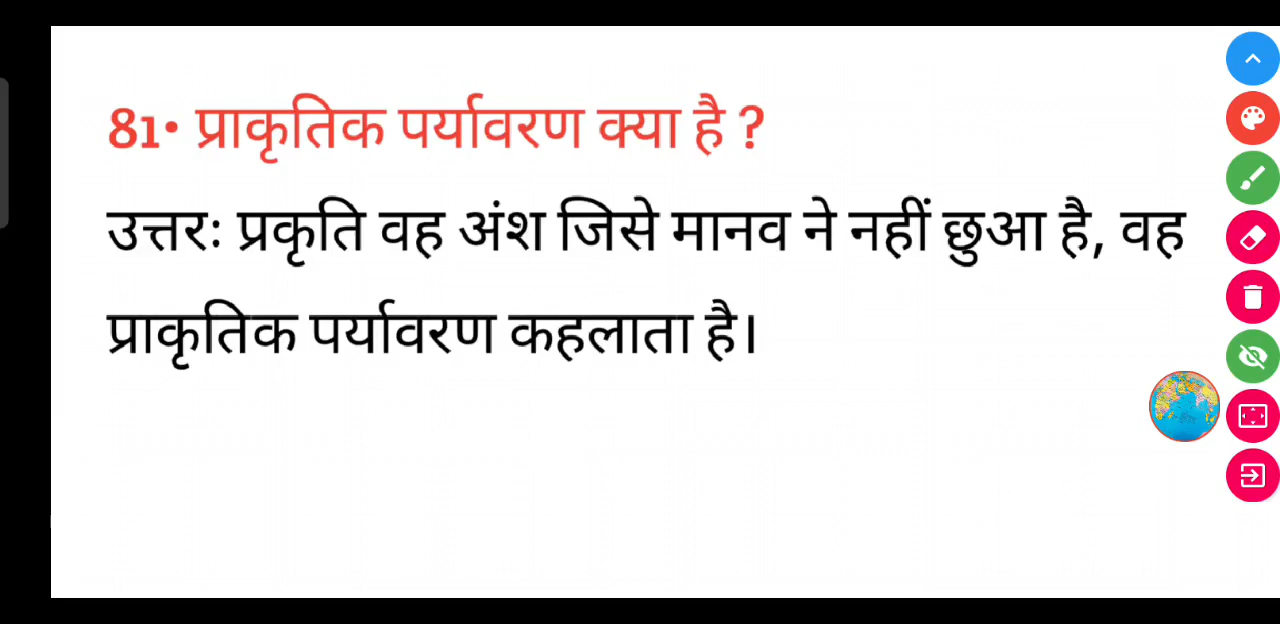 81• प्राकृतिक पर्यावरण क्या है ?
उत्तरः प्रकृति वह अंश जिसे मानव ने नहीं छुआ है, वह
प्राकृतिक पर्यावरण कहलाता है।